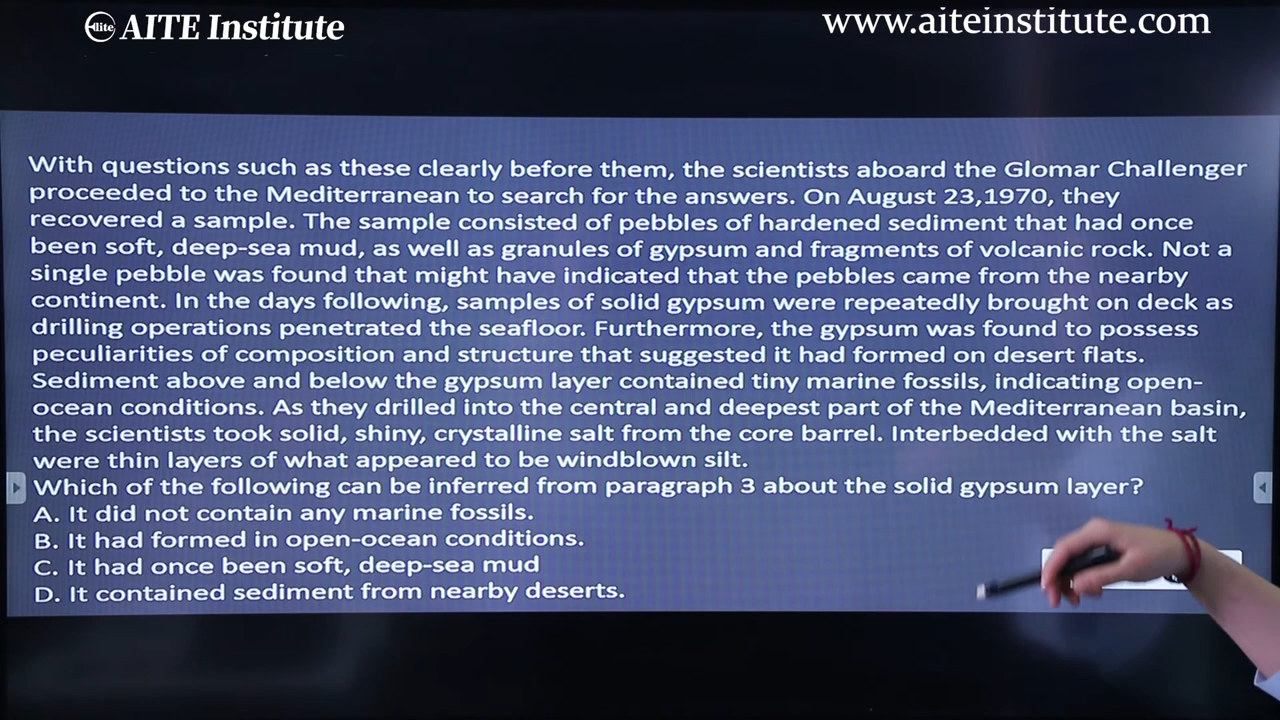 elite AITE Institute
www.aiteinstitute.com
With questions such as these clearly before them, the scientists aboard the Glomar Challenger
proceeded to the Mediterranean to search for the answers. On August 23,1970, they
recovered a sample. The sample consisted of pebbles of hardened sediment that had once
been soft, deep-sea mud, as well as granules of gypsum and fragments of volcanic rock. Not a
single pebble was found that might have indicated that the pebbles came from the nearby
continent. In the days following, samples of solid gypsum were repeatedly brought on deck as
drilling operations penetrated the seafloor. Furthermore, the gypsum was found to possess
peculiarities of composition and structure that suggested it had formed on desert flats.
Sediment above and below the gypsum layer contained tiny marine fossils, indicating open-
ocean conditions. As they drilled into the central and deepest part of the Mediterranean basin,
the scientists took solid, shiny, crystalline salt from the core barrel. Interbedded with the salt
were thin layers of what appeared to be windblown silt.
Which of the following can be inferred from paragraph 3 about the solid gypsum layer?
A. It did not contain any marine fossils.
B. It had formed in open-ocean conditions.
C. It had once been soft, deep-sea mud
D. It contained sediment from nearby deserts.